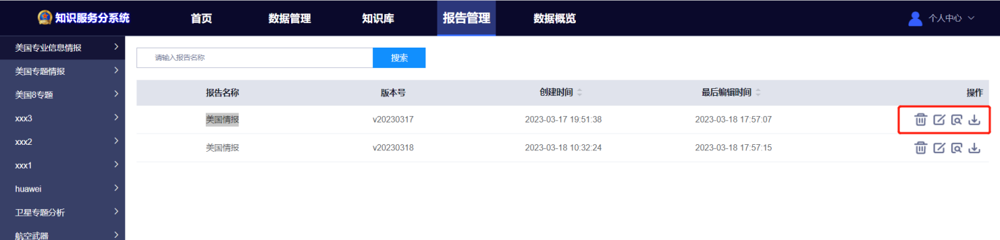 知识服务分系统 首页 数据管理 知识库 报告管理 数据概览 个人中心
美国专业信息情报
美国专题情报
美国8专题
xxx3
xxx2
xxx1
huawei
卫星专题分析
航空武器
请输入报告名称 搜索
报告名称 版本号 创建时间 最后编辑时间 操作
美国情报 v20230317 2023-03-17 19:51:38 2023-03-18 17:57:07
美国情报 v20230318 2023-03-18 10:32:24 2023-03-18 17:57:15